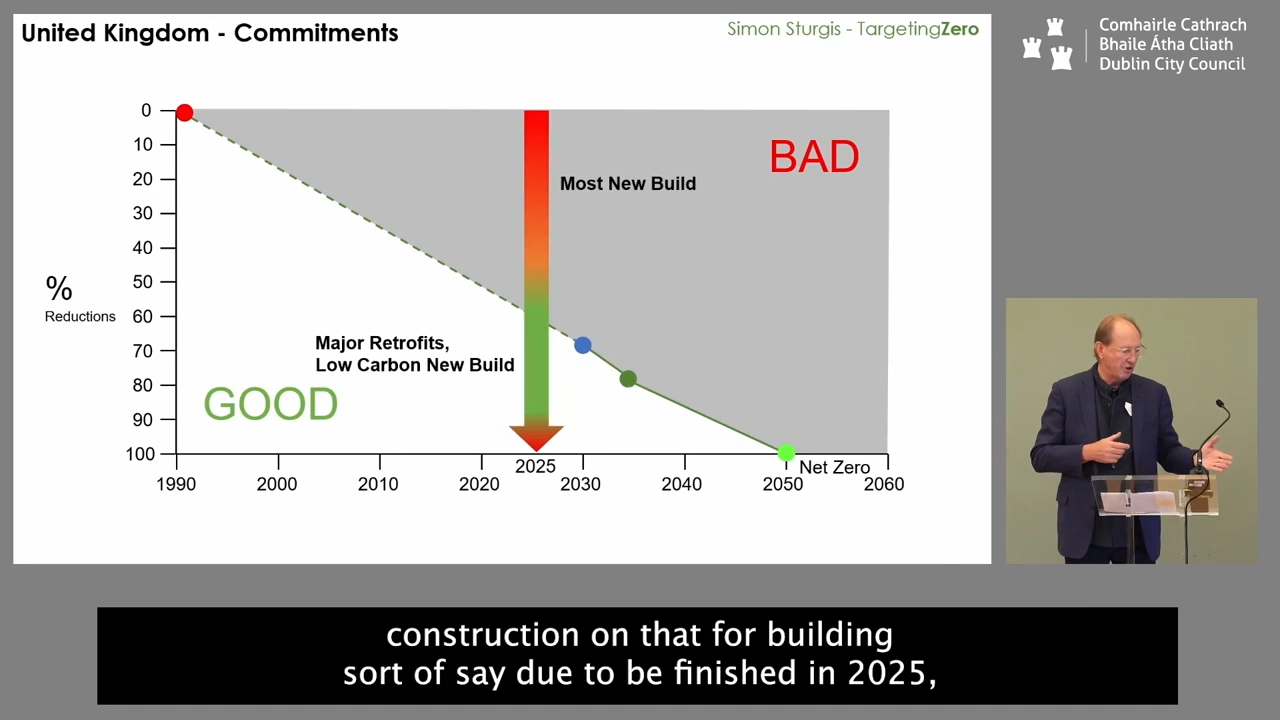 United Kingdom - Commitments
Simon Sturgis - TargetingZero
Comhairle Cathrach
Bhaile Átha Cliath
Dublin City Council
0
10
20
30
40
50
60
70
80
90
100
%
Reductions
BAD
Most New Build
Major Retrofits,
Low Carbon New Build
GOOD
2025
Net Zero
1990
2000
2010
2020
2030
2040
2050
2060
construction on that for building
sort of say due to be finished in 2025,